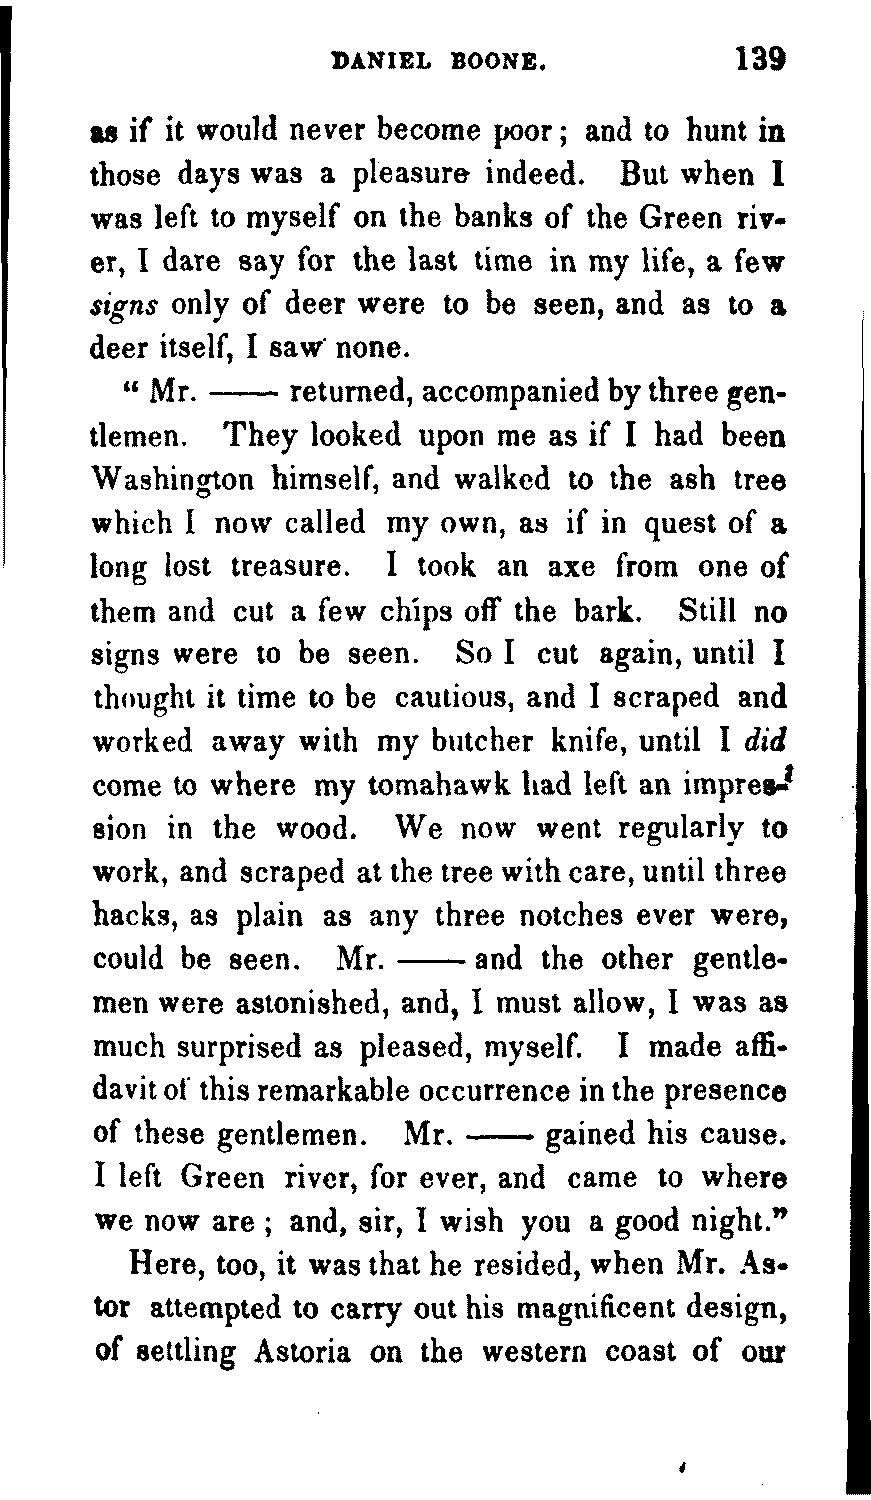 DANIEL BOONE. 139
as if it would never become poor; and to hunt in
those days was a pleasure indeed. But when I
was left to myself on the banks of the Green riv-
er, I dare say for the last time in my life, a few
signs only of deer were to be seen, and as to a
deer itself, I saw none.
“ Mr. —— returned, accompanied by three gen-
tlemen. They looked upon me as if I had been
Washington himself, and walked to the ash tree
which I now called my own, as if in quest of a
long lost treasure. I took an axe from one of
them and cut a few chips off the bark. Still no
signs were to be seen. So I cut again, until I
thought it time to be cautious, and I scraped and
worked away with my butcher knife, until I did
come to where my tomahawk had left an impres-
sion in the wood. We now went regularly to
work, and scraped at the tree with care, until three
hacks, as plain as any three notches ever were,
could be seen. Mr. —— and the other gentle-
men were astonished, and, I must allow, I was as
much surprised as pleased, myself. I made affi-
davit of this remarkable occurrence in the presence
of these gentlemen. Mr. —— gained his cause.
I left Green river, for ever, and came to where
we now are ; and, sir, I wish you a good night.”
Here, too, it was that he resided, when Mr. As-
tor attempted to carry out his magnificent design,
of settling Astoria on the western coast of our